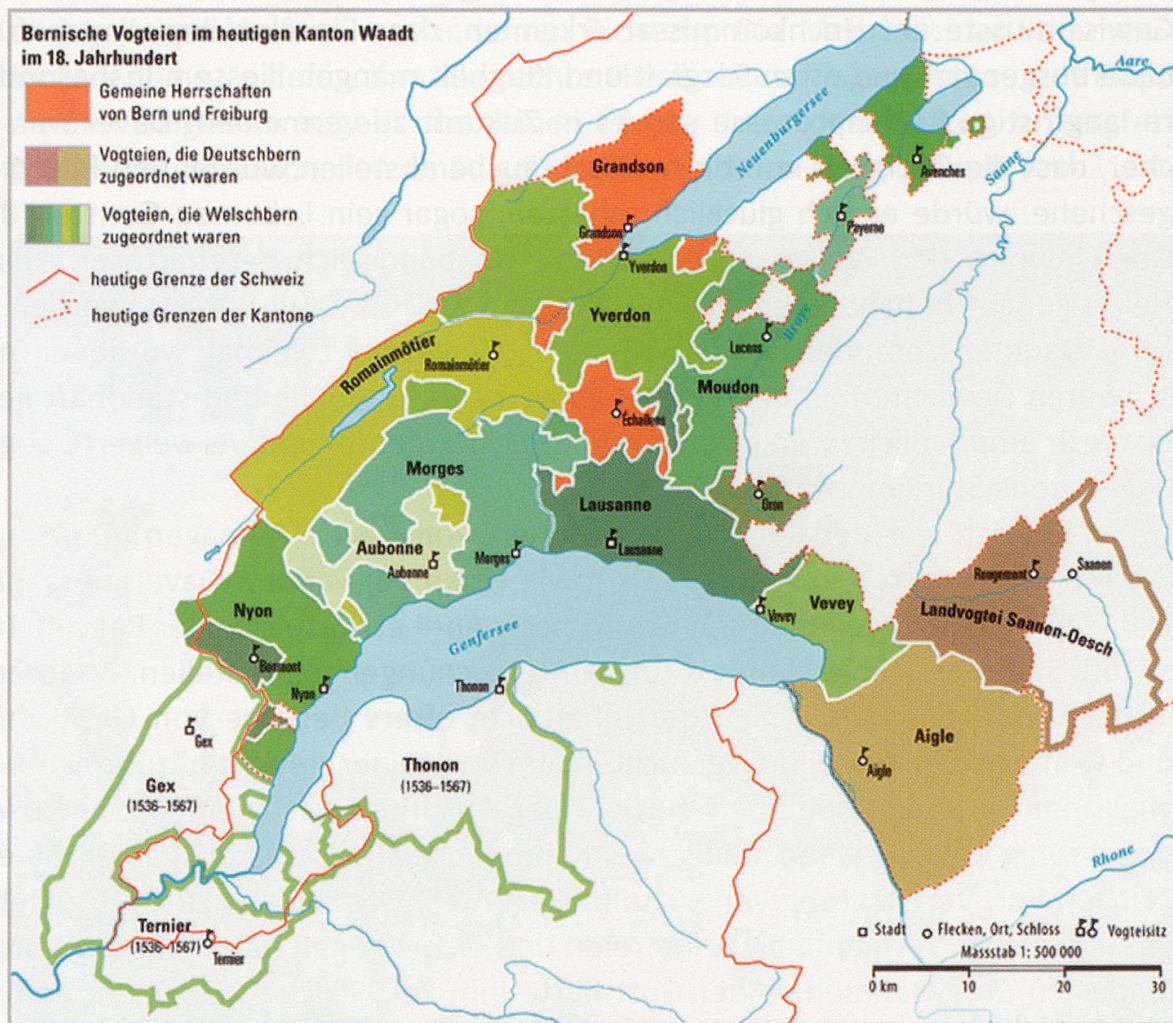 Bernische Vogteien im heutigen Kanton Waadt
im 18. Jahrhundert
Gemeine Herrschaften
von Bern und Freiburg
Vogteien, die Deutschbern
zugeordnet waren
Vogteien, die Welschbern
zugeordnet waren
heutige Grenze der Schweiz
heutige Grenzen der Kantone
Aare
Neuenburgersee
Saane
Grandson
Avenches
Grandson
Payerne
Yverdon
Yverdon
Broye
Lucens
Romainmôtier
Romainmôtier
Moudon
Échallens
Morges
Lausanne
Oron
Lausanne
Aubonne
Aubonne
Morges
Rougemont
Saanen
Landvogtei Saanen-Oesch
Nyon
Vevey
Vevey
Genfersee
Bonmont
Nyon
Thonon
Gex
Aigle
Aigle
Gex
(1536–1567)
Thonon
(1536–1567)
Rhone
Ternier
(1536–1567)
Ternier
Stadt
Flecken, Ort, Schloss
Vogteisitz
Massstab 1: 500 000
0 km 10 20 30